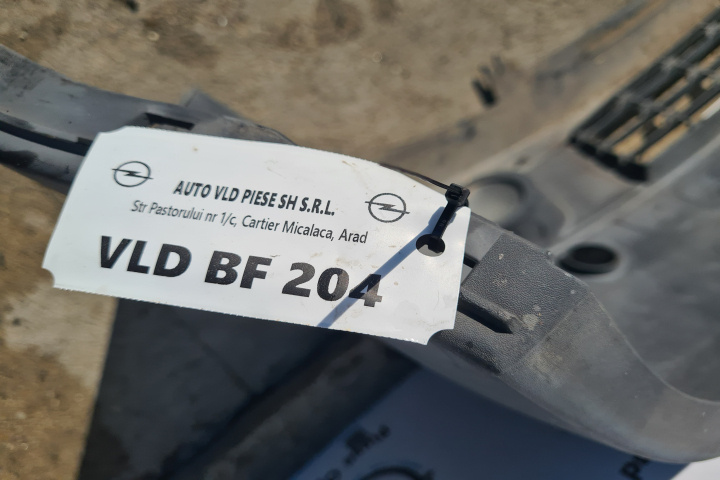 AUTO VLD PIESE SH S.R.L.
Str Pastorului nr 1/c, Cartier Micalaca, Arad
VLD BF 204